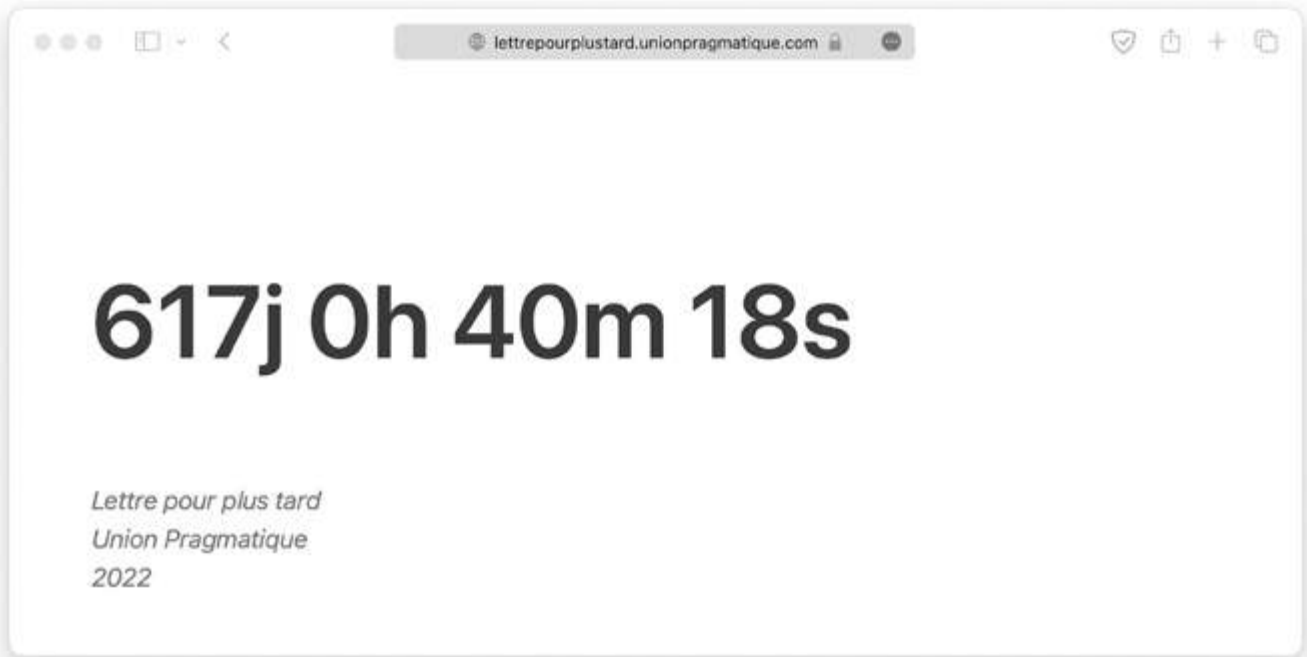 lettrepourplustard.unionpragmatique.com
617j 0h 40m 18s
Lettre pour plus tard
Union Pragmatique
2022